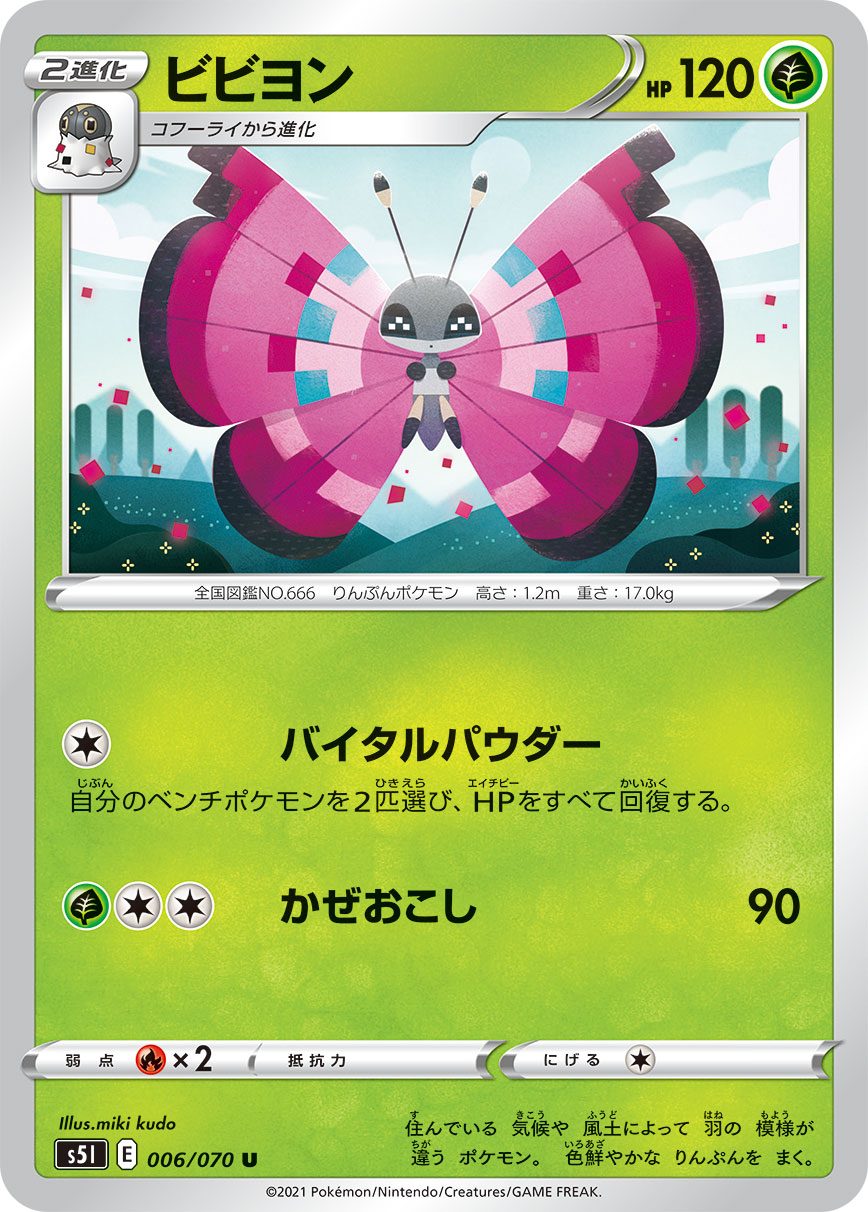 2進化
ビビヨン
HP 120
コフーライから進化
全国図鑑NO.666 りんぷんポケモン 高さ:1.2m 重さ:17.0kg
バイタルパウダー
自分のベンチポケモンを2匹選び、HPをすべて回復する。
かぜおこし 90
弱点 ×2 抵抗力 にげる
Illus.miki kudo
住んでいる 気候や 風土によって 羽の 模様が
違う ポケモン。 色鮮やかな りんぷんを まく。
s5I E 006/070 U
©2021 Pokémon/Nintendo/Creatures/GAME FREAK.